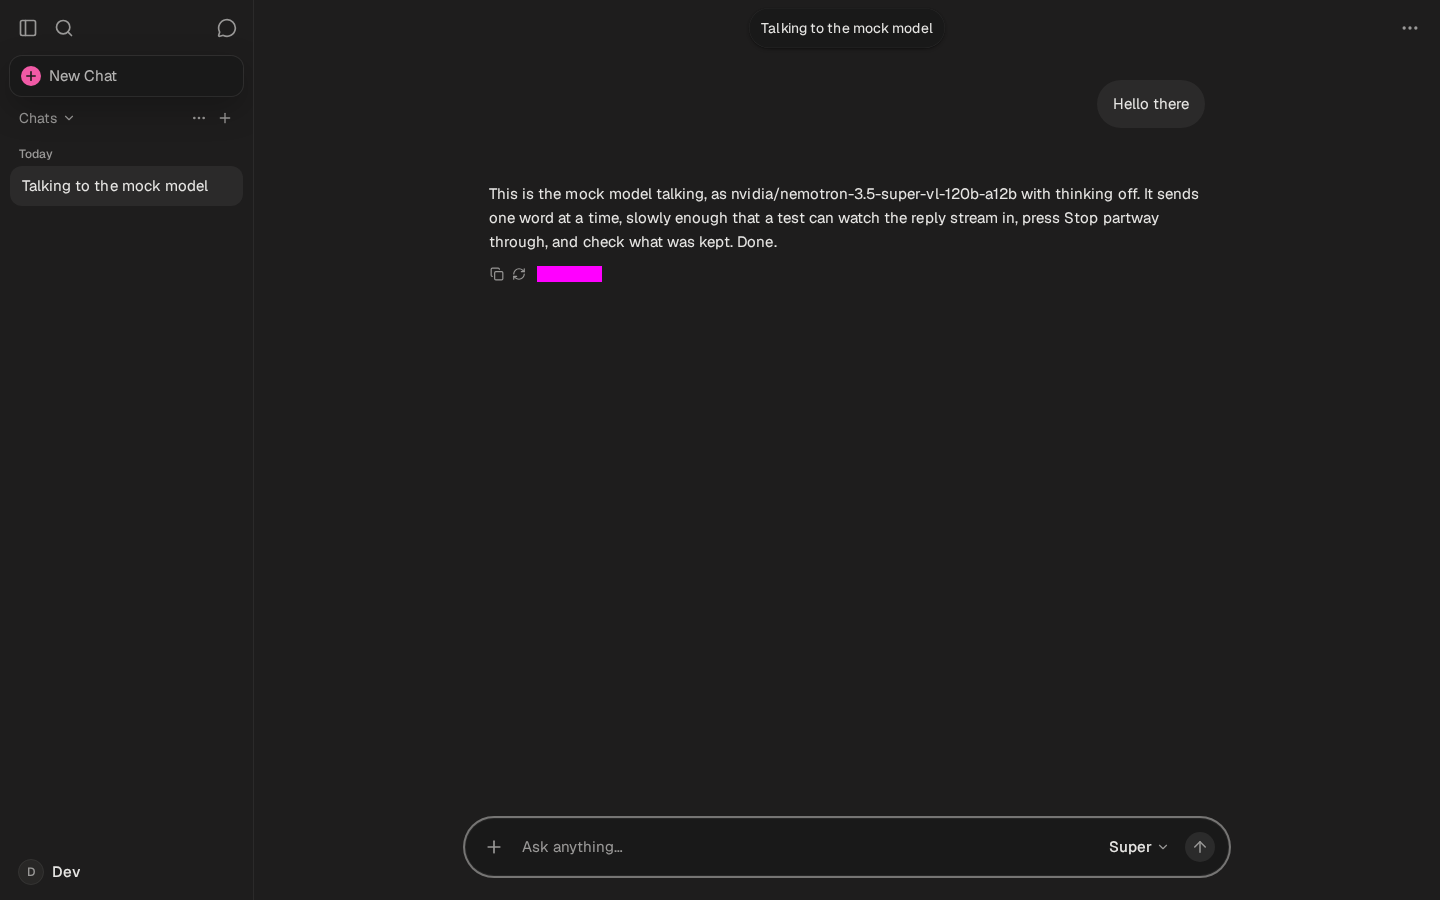 Talking to the mock model
New Chat
Chats
Today
Talking to the mock model
Hello there
This is the mock model talking, as nvidia/nemotron-3.5-super-vl-120b-a12b with thinking off. It sends
one word at a time, slowly enough that a test can watch the reply stream in, press Stop partway
through, and check what was kept. Done.
Ask anything...
Super
D
Dev